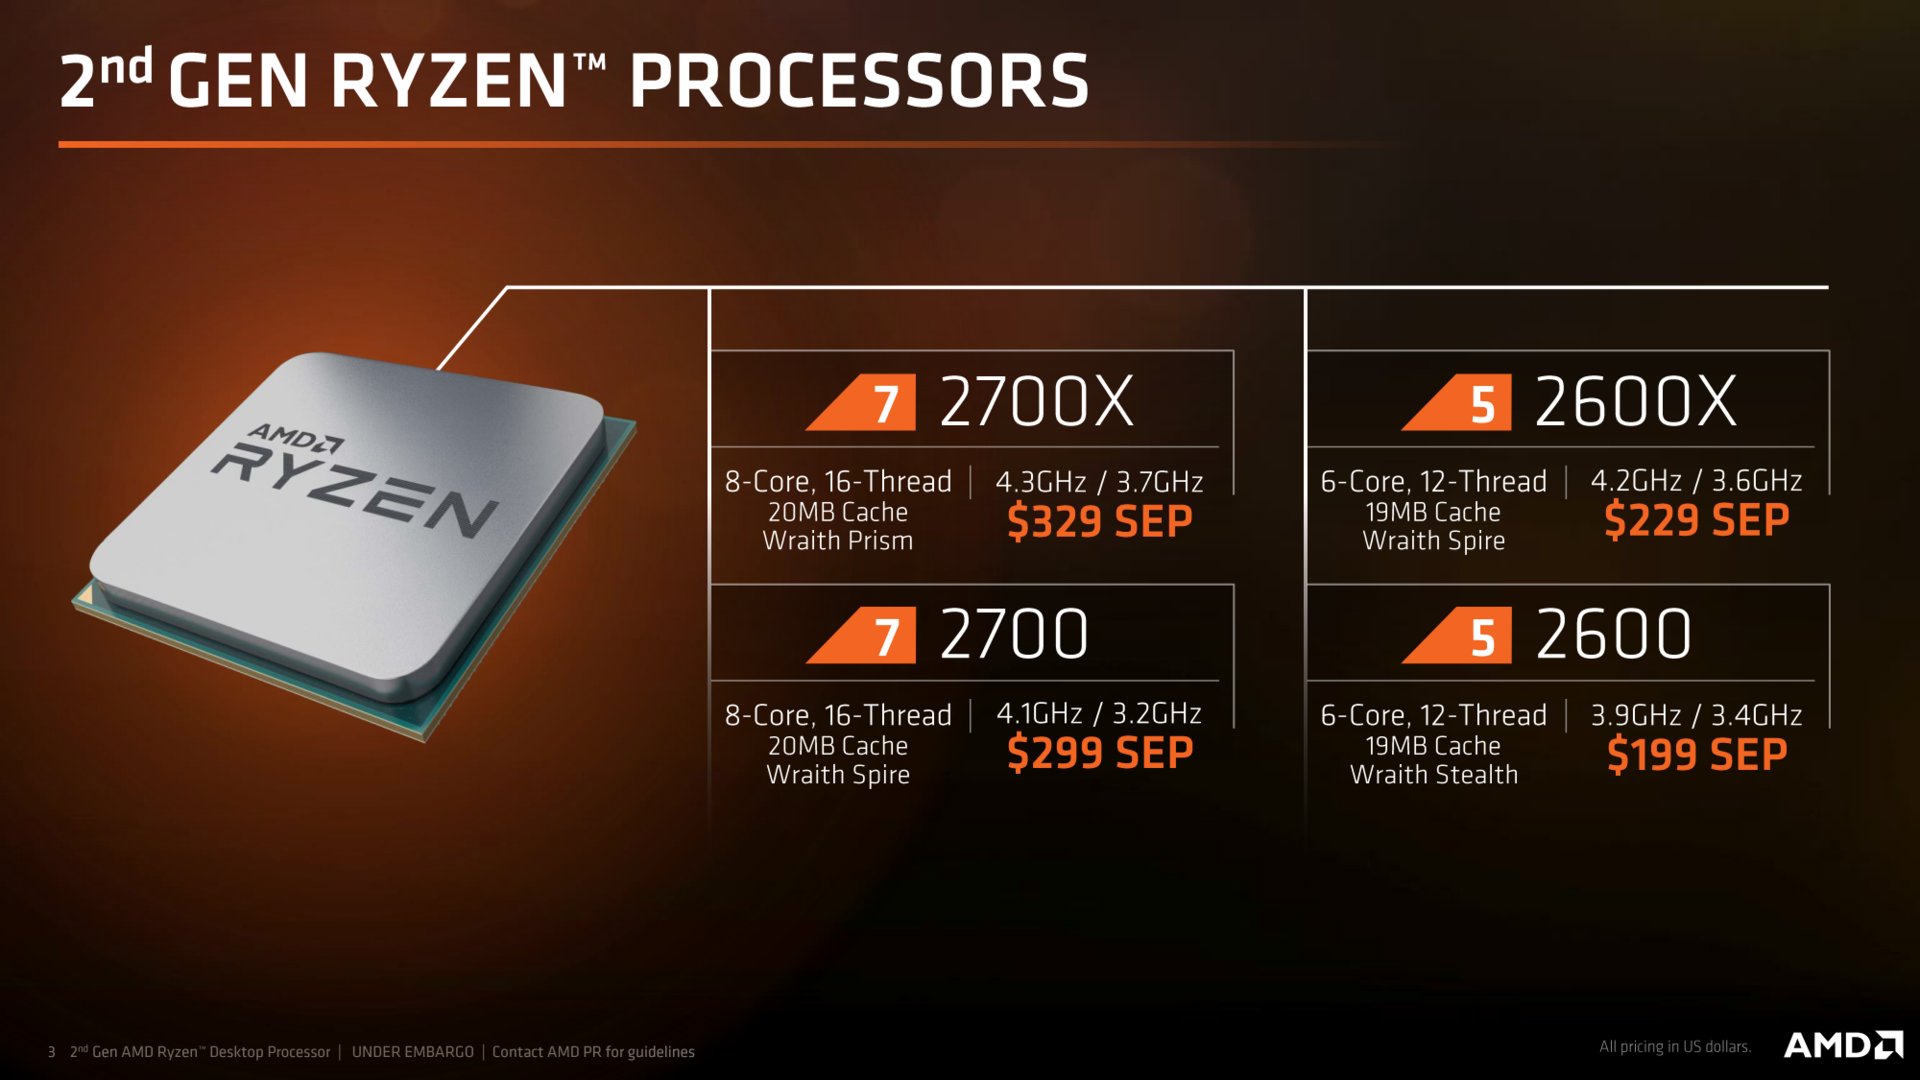 2nd GEN RYZEN™ PROCESSORS
AMD
RYZEN
7 2700X
8-Core, 16-Thread | 4.3GHz / 3.7GHz
20MB Cache
$329 SEP
Wraith Prism
5 2600X
6-Core, 12-Thread | 4.2GHz / 3.6GHz
19MB Cache
$229 SEP
Wraith Spire
7 2700
8-Core, 16-Thread | 4.1GHz / 3.2GHz
20MB Cache
$299 SEP
Wraith Spire
5 2600
6-Core, 12-Thread | 3.9GHz / 3.4GHz
19MB Cache
$199 SEP
Wraith Stealth
3 2nd Gen AMD Ryzen™ Desktop Processor | UNDER EMBARGO | Contact AMD PR for guidelines
All pricing in US dollars.
AMD